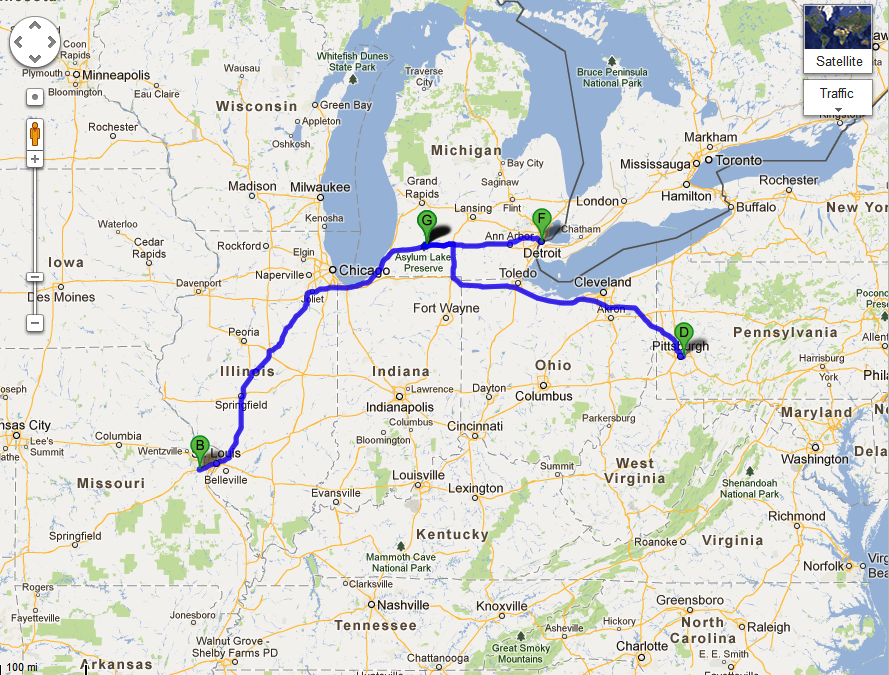 Coon
Rapids
Plymouth
Minneapolis
Bloomington
Eau Claire
Wausau
Rochester
Wisconsin
Green Bay
Appleton
Oshkosh
Whitefish Dunes
State Park
Traverse
City
Bruce Peninsula
National Park
Satellite
Traffic
Kingston
Markham
Mississauga
Toronto
Hamilton
Rochester
Buffalo
New York
London
Michigan
Bay City
Saginaw
Grand
Rapids
Lansing
Flint
Madison
Milwaukee
Kenosha
G
F
Ann Arbor
Chatham
Detroit
Asylum Lake
Preserve
Waterloo
Cedar
Rapids
Iowa
Des Moines
Davenport
Rockford
Elgin
Naperville
Chicago
Joliet
Toledo
Cleveland
Akron
Fort Wayne
D
Pittsburgh
Pennsylvania
Pocono
Preserve
Harrisburg
York
Peoria
Illinois
Springfield
Indiana
Lawrence
Indianapolis
Columbus
Bloomington
Dayton
Ohio
Columbus
Cincinnati
Parkersburg
Maryland
Washington
Summit
West
Virginia
Shenandoah
National Park
Lee's
Summit
Columbia
Wentzville
B
Louis
Belleville
Missouri
Springfield
Evansville
Louisville
Lexington
Kentucky
Mammoth Cave
National Park
Richmond
Roanoke
Virginia
Norfolk
Rogers
Fayetteville
Jonesboro
Walnut Grove -
Shelby Farms PD
Arkansas
Clarksville
Nashville
Tennessee
Knoxville
Chattanooga
Great Smoky
Mountains
Asheville
Hickory
Greensboro
North
Carolina
Raleigh
Charlotte
E. E. Smith
Fayetteville
100 mi